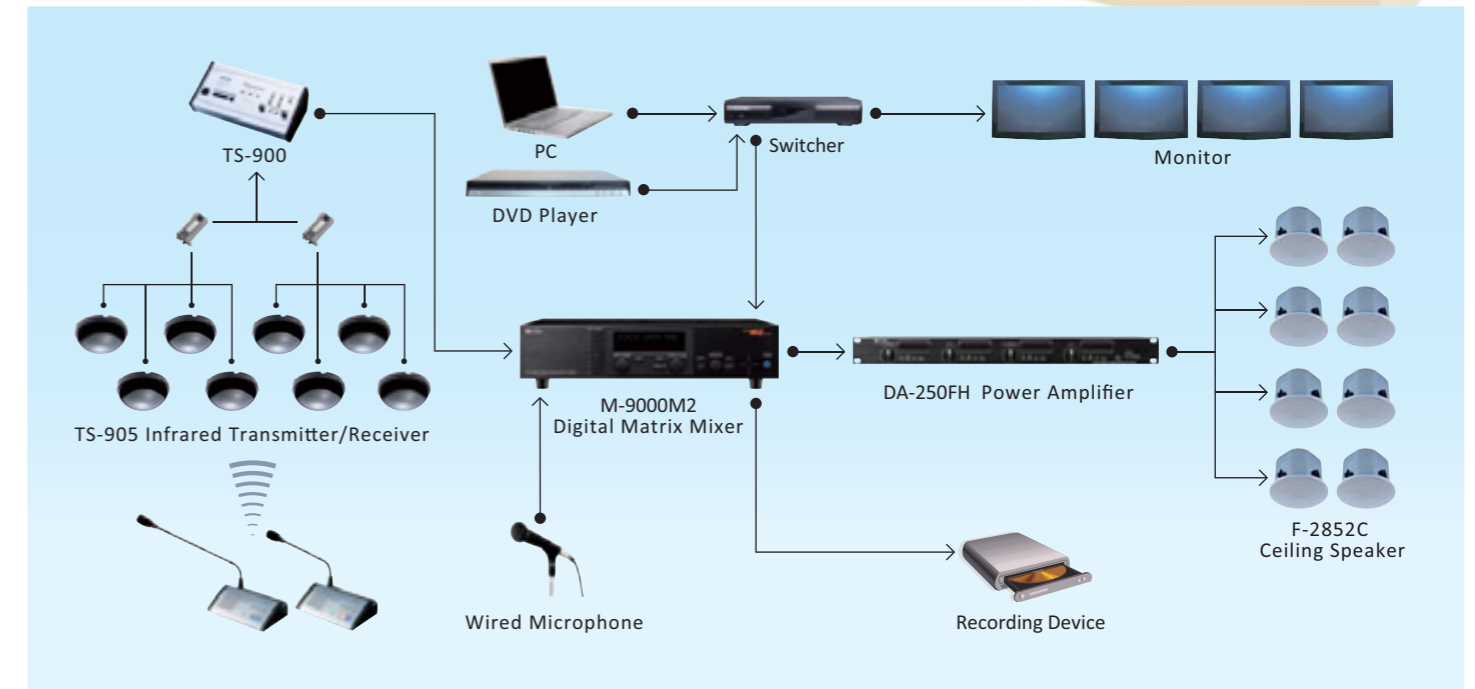 TS-900
PC
Switcher
Monitor
DVD Player
TS-905 Infrared Transmitter/Receiver
M-9000M2
Digital Matrix Mixer
DA-250FH Power Amplifier
F-2852C
Ceiling Speaker
Wired Microphone
Recording Device